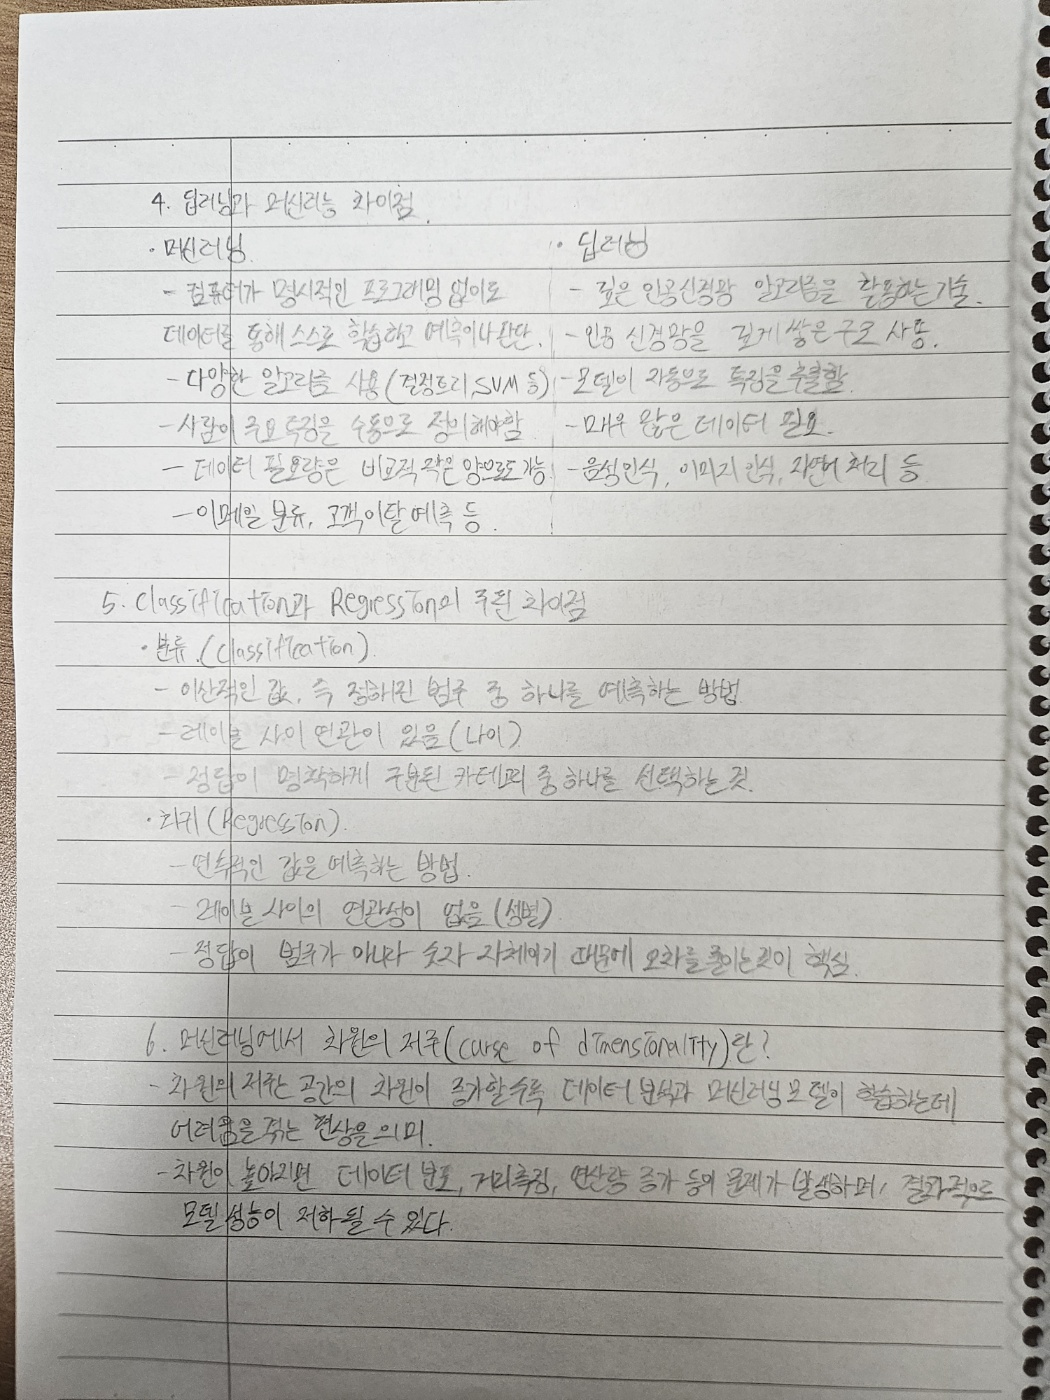 4. 딥러닝과 머신러능 차이점.
· 머신러닝.
- 컴퓨터가 명시적인 프로그래밍 없이도
데이터를 통해 스스로 학습하고 예측이나 판단.
- 다양한 알고리즘 사용 (결정트리, SVM 등)
- 사람이 주요 특징을 수동으로 정의해야함.
- 데이터 필요량은 비교적 작은 양으로도 가능
- 이메일 분류, 고객이탈 예측 등.
· 딥러닝
- 깊은 인공신경망 알고리즘을 활용하는 기술.
- 인공 신경망을 깊게 쌓은 구조 사용.
- 모델이 자동으로 특징을 추출함.
- 매우 많은 데이터 필요.
- 음성인식, 이미지 인식, 자연어 처리 등
5. Classification과 Regression의 주된 차이점
· 분류.(Classification).
- 이산적인 값, 즉 정해진 범주 중 하나를 예측하는 방법
- 레이블 사이 연관이 있음 (나이)
- 정답이 명확하게 구분된 카테고리 중 하나를 선택하는 것.
· 회귀 (Regression).
- 연속적인 값을 예측하는 방법.
- 레이블 사이의 연관성이 없음 (성별)
- 정답이 범주가 아니라 숫자 자체이기 때문에 오차를 줄이는것이 핵심.
6. 머신러닝에서 차원의 저주(curse of dimensionality)란?
- 차원의 저주란 공간의 차원이 증가할수록 데이터 분석과 머신러닝 모델이 학습하는데
어려움을 겪는 현상을 의미.
- 차원이 높아지면 데이터 분포, 거리측정, 연산량 증가 등의 문제가 발생하며, 결과적으로
모델 성능이 저하 될 수 있다.